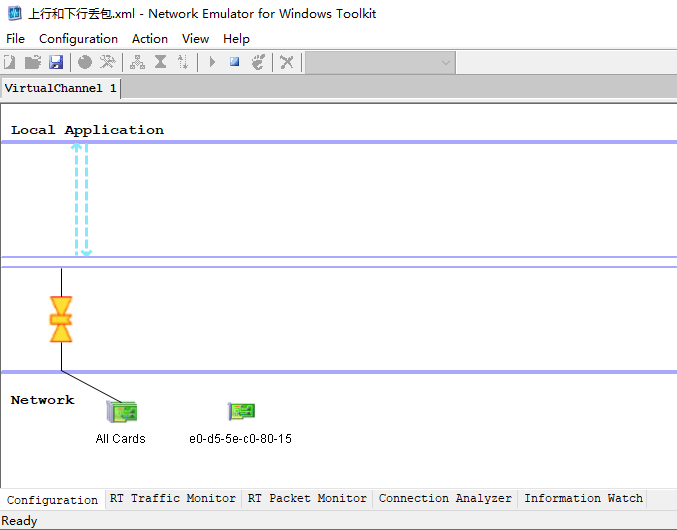 上行和下行丢包.xml - Network Emulator for Windows Toolkit
File Configuration Action View Help
VirtualChannel 1
Local Application
Network
All Cards e0-d5-5e-c0-80-15
Configuration RT Traffic Monitor RT Packet Monitor Connection Analyzer Information Watch
Ready